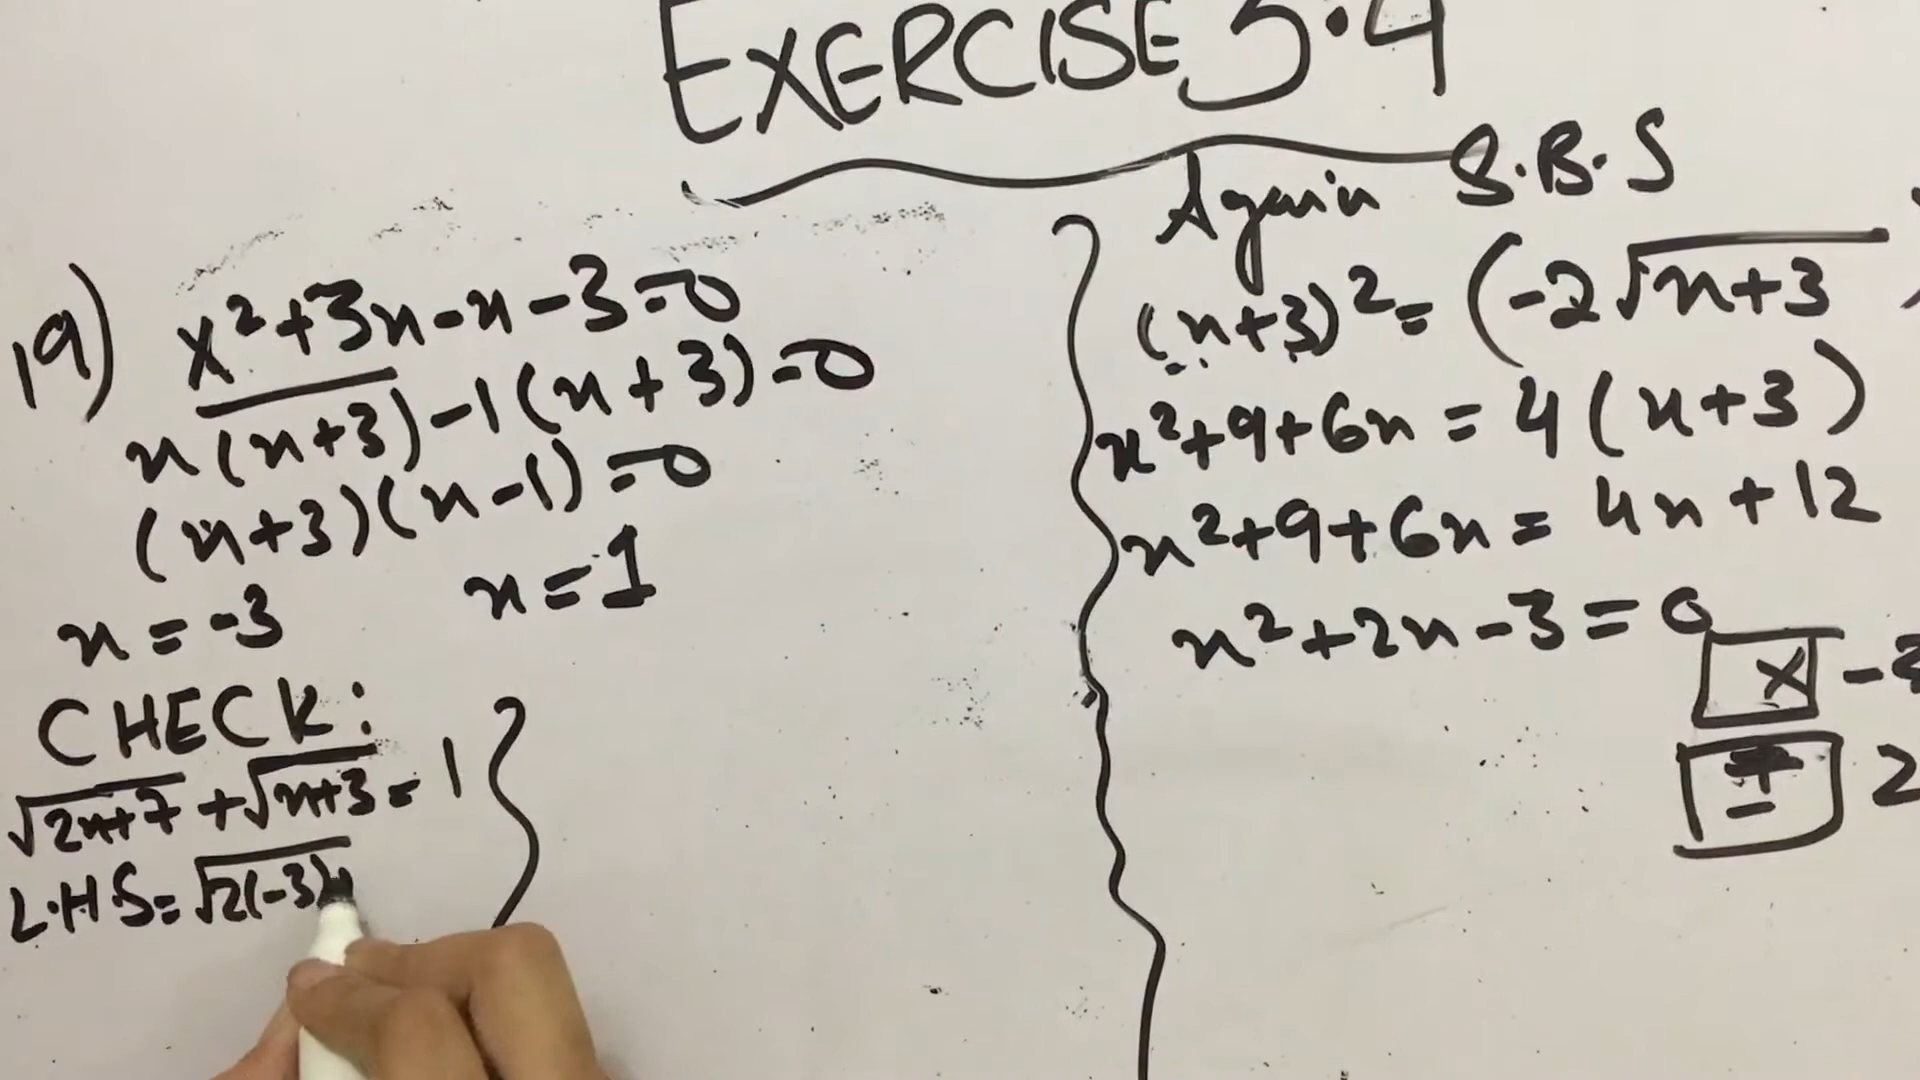 EXERCISE 5.4
19) x²+3x-x-3=0
x(x+3)-1(x+3)=0
(x+3)(x-1)=0
x=-3 x=1
CHECK:
√2x+7 + √x+3 = 1
L.H.S=√2(-3)
Again S.B.S
(x+3)²=(-2√x+3
x²+9+6x=4(x+3)
x²+9+6x=4x+12
x²+2x-3=0
x -3
+ 2
-